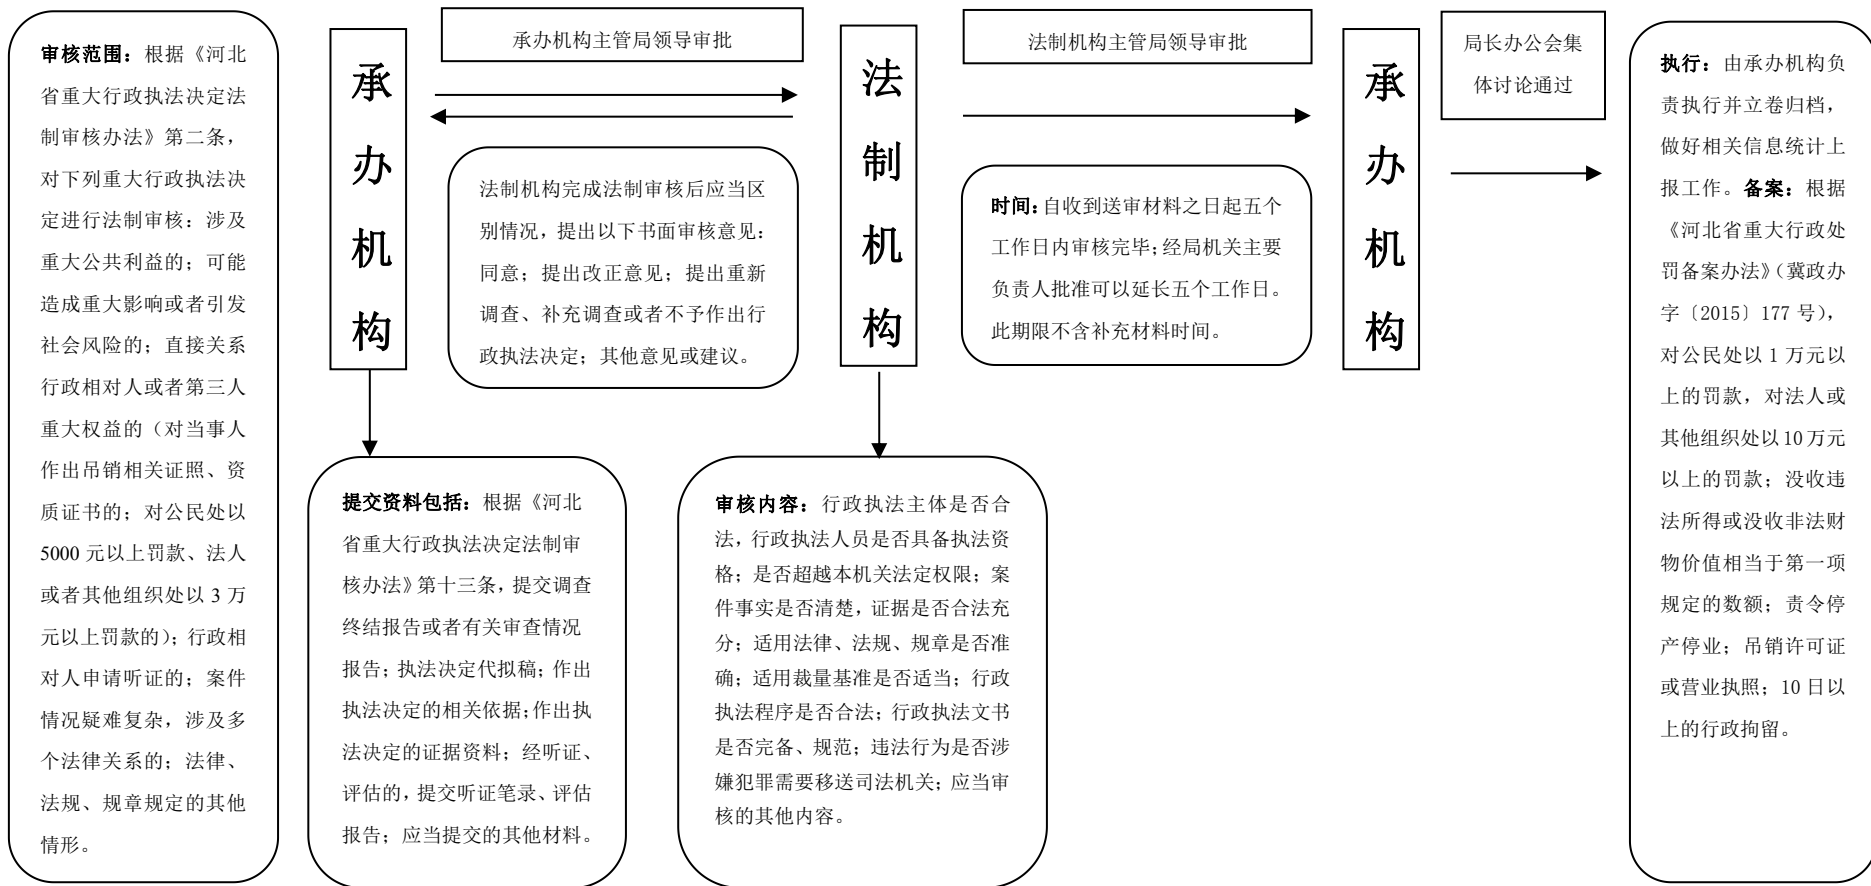 审核范围：根据《河北
省重大行政执法决定法
制审核办法》第二条，
对下列重大行政执法决
定进行法制审核：涉及
重大公共利益的；可能
造成重大影响或者引发
社会风险的；直接关系
行政相对人或者第三人
重大权益的（对当事人
作出吊销相关证照、资
质证书的；对公民处以
5000 元以上罚款、法人
或者其他组织处以 3 万
元以上罚款的）；行政相
对人申请听证的；案件
情况疑难复杂，涉及多
个法律关系的；法律、
法规、规章规定的其他
情形。
承
办
机
构
承办机构主管局领导审批
法制机构完成法制审核后应当区
别情况，提出以下书面审核意见：
同意；提出改正意见；提出重新
调查、补充调查或者不予作出行
政执法决定；其他意见或建议。
提交资料包括：根据《河北
省重大行政执法决定法制审
核办法》第十三条，提交调查
终结报告或者有关审查情况
报告；执法决定代拟稿；作出
执法决定的相关依据；作出执
法决定的证据资料；经听证、
评估的，提交听证笔录、评估
报告；应当提交的其他材料。
法
制
机
构
审核内容：行政执法主体是否合
法，行政执法人员是否具备执法资
格；是否超越本机关法定权限；案
件事实是否清楚，证据是否合法充
分；适用法律、法规、规章是否准
确；适用裁量基准是否适当；行政
执法程序是否合法；行政执法文书
是否完备、规范；违法行为是否涉
嫌犯罪需要移送司法机关；应当审
核的其他内容。
法制机构主管局领导审批
时间：自收到送审材料之日起五个
工作日内审核完毕；经局机关主要
负责人批准可以延长五个工作日。
此期限不含补充材料时间。
承
办
机
构
局长办公会集
体讨论通过
执行：由承办机构负
责执行并立卷归档，
做好相关信息统计上
报工作。备案：根据
《河北省重大行政处
罚备案办法》（冀政办
字〔2015〕177 号），
对公民处以 1 万元以
上的罚款，对法人或
其他组织处以 10 万元
以上的罚款；没收违
法所得或没收非法财
物价值相当于第一项
规定的数额；责令停
产停业；吊销许可证
或营业执照；10 日以
上的行政拘留。